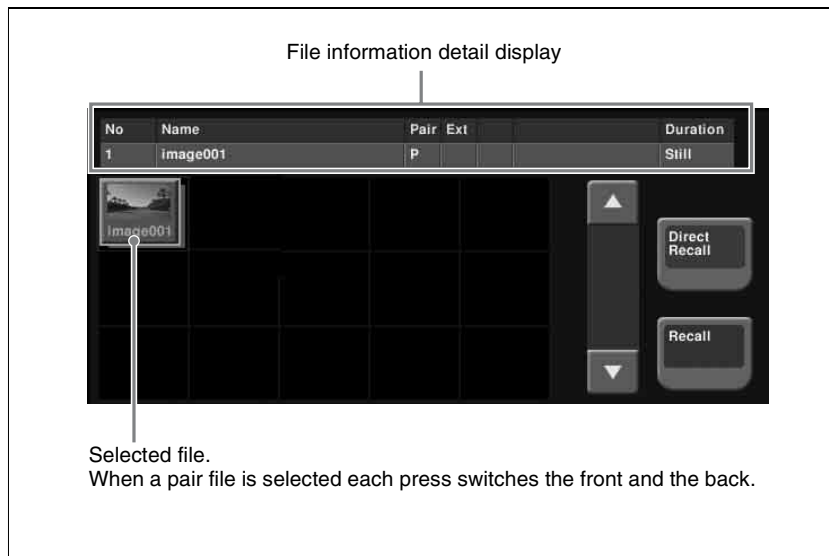 File information detail display
No Name Pair Ext Duration
1 image001 P Still
Image001
Direct
Recall
Recall
Selected file.
When a pair file is selected each press switches the front and the back.